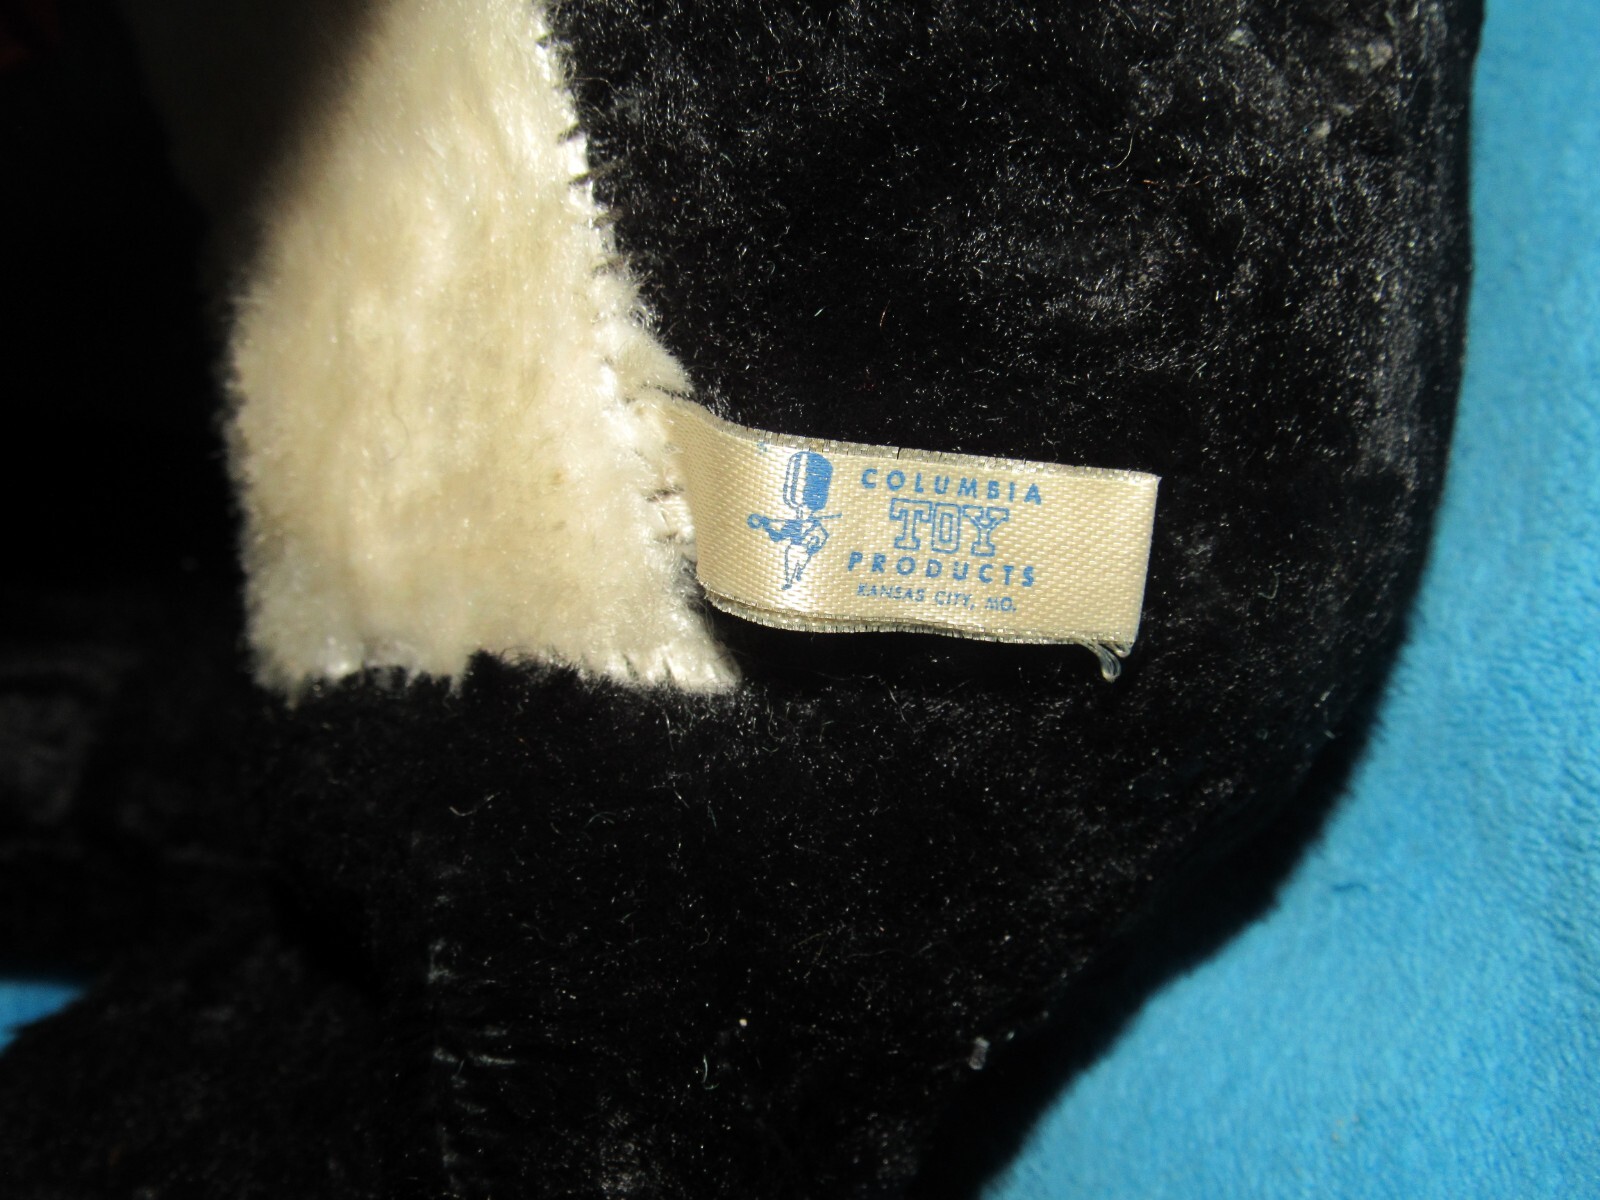 COLUMBIA
TOY
PRODUCTS
KANSAS CITY, MO.